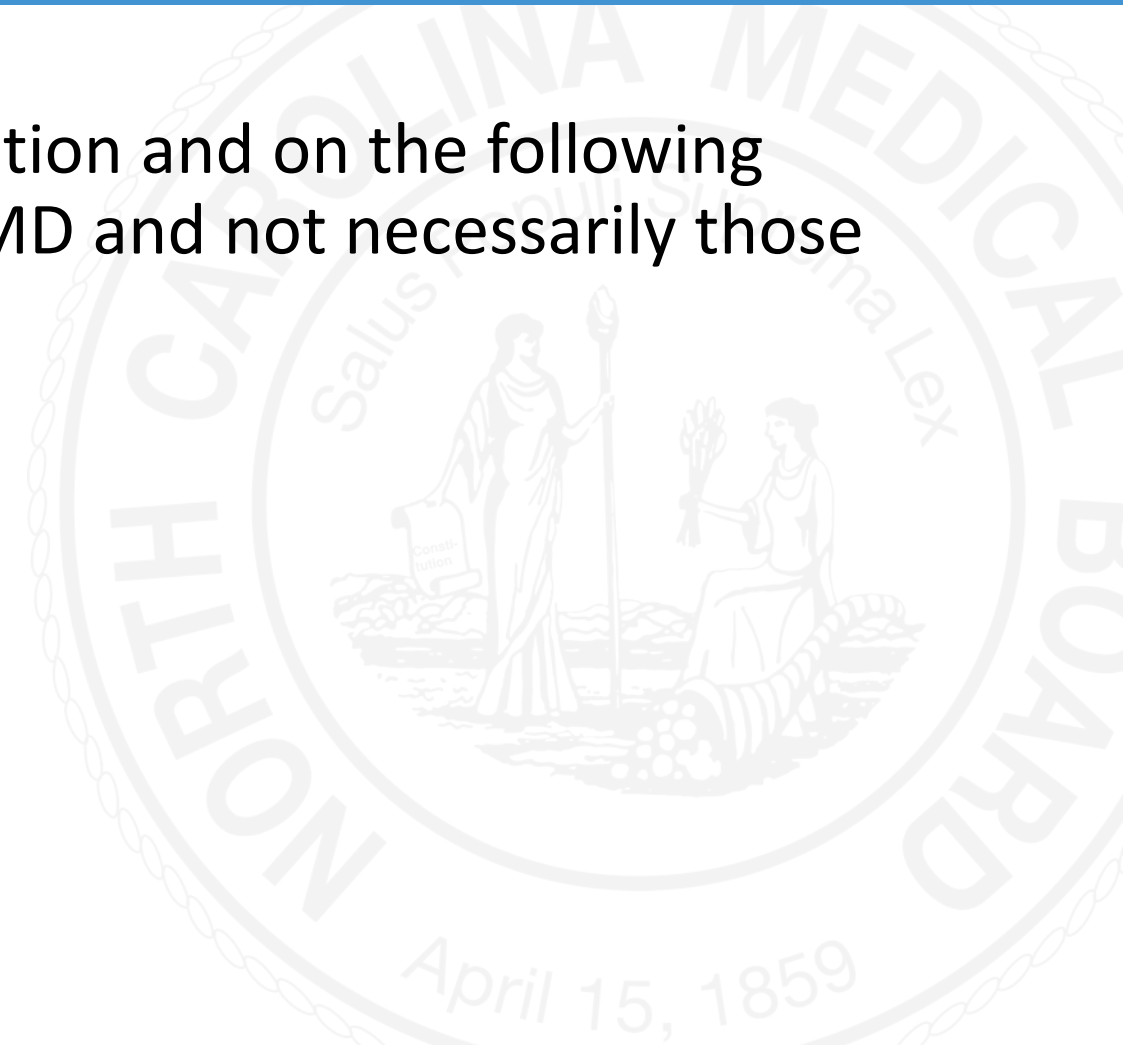 tion and on the following
MD and not necessarily those
NORTH CAROLINA MEDICAL BOARD
Salus Populi Suprema Lex
Consti-
tution
April 15, 1859